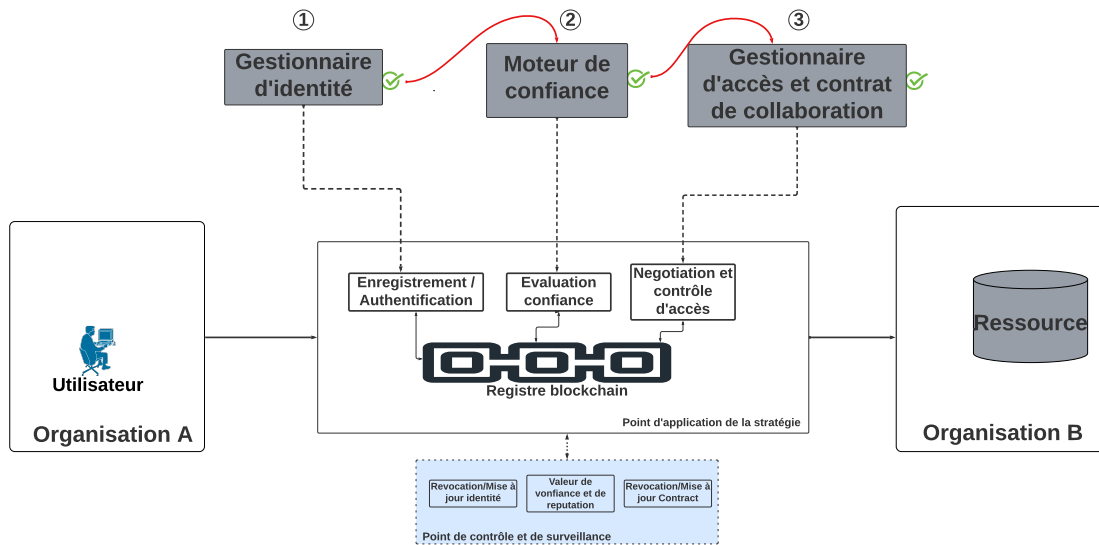 ①
②
③
Gestionnaire
d'identité
Moteur de
confiance
Gestionnaire
d'accès et contrat
de collaboration
Enregistrement /
Authentification
Evaluation
confiance
Negotiation et
contrôle
d'accès
Registre blockchain
Point d'application de la stratégie
Utilisateur
Organisation A
Ressource
Organisation B
Revocation/Mise à
jour identité
Valeur de
vonfiance et de
reputation
Revocation/Mise à
jour Contract
Point de contrôle et de surveillance